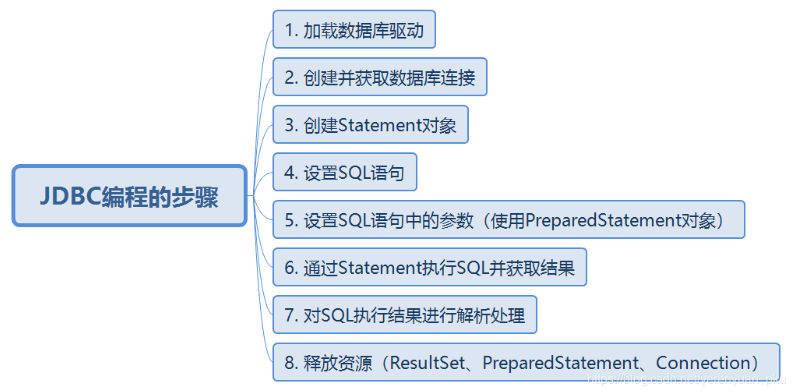 JDBC编程的步骤
1. 加载数据库驱动
2. 创建并获取数据库连接
3. 创建Statement对象
4. 设置SQL语句
5. 设置SQL语句中的参数（使用PreparedStatement对象）
6. 通过Statement执行SQL并获取结果
7. 对SQL执行结果进行解析处理
8. 释放资源（ResultSet、PreparedStatement、Connection）